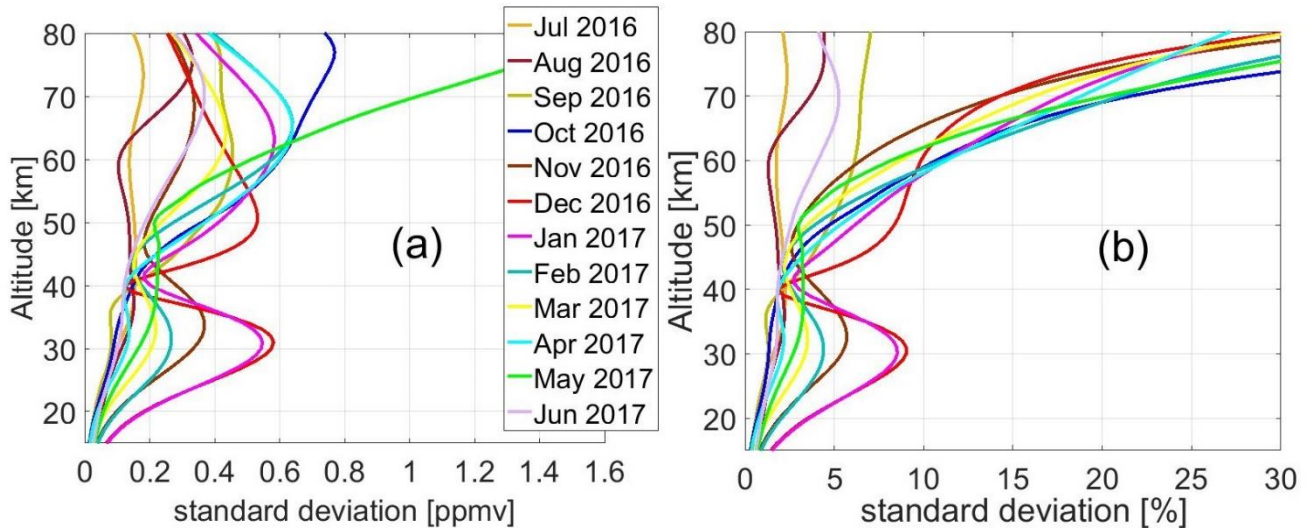 80
70
60
50
40
30
20
Altitude [km]
(a)
0 0.2 0.4 0.6 0.8 1 1.2 1.4 1.6
standard deviation [ppmv]
Jul 2016
Aug 2016
Sep 2016
Oct 2016
Nov 2016
Dec 2016
Jan 2017
Feb 2017
Mar 2017
Apr 2017
May 2017
Jun 2017
80
70
60
50
40
30
20
Altitude [km]
(b)
0 5 10 15 20 25 30
standard deviation [%]